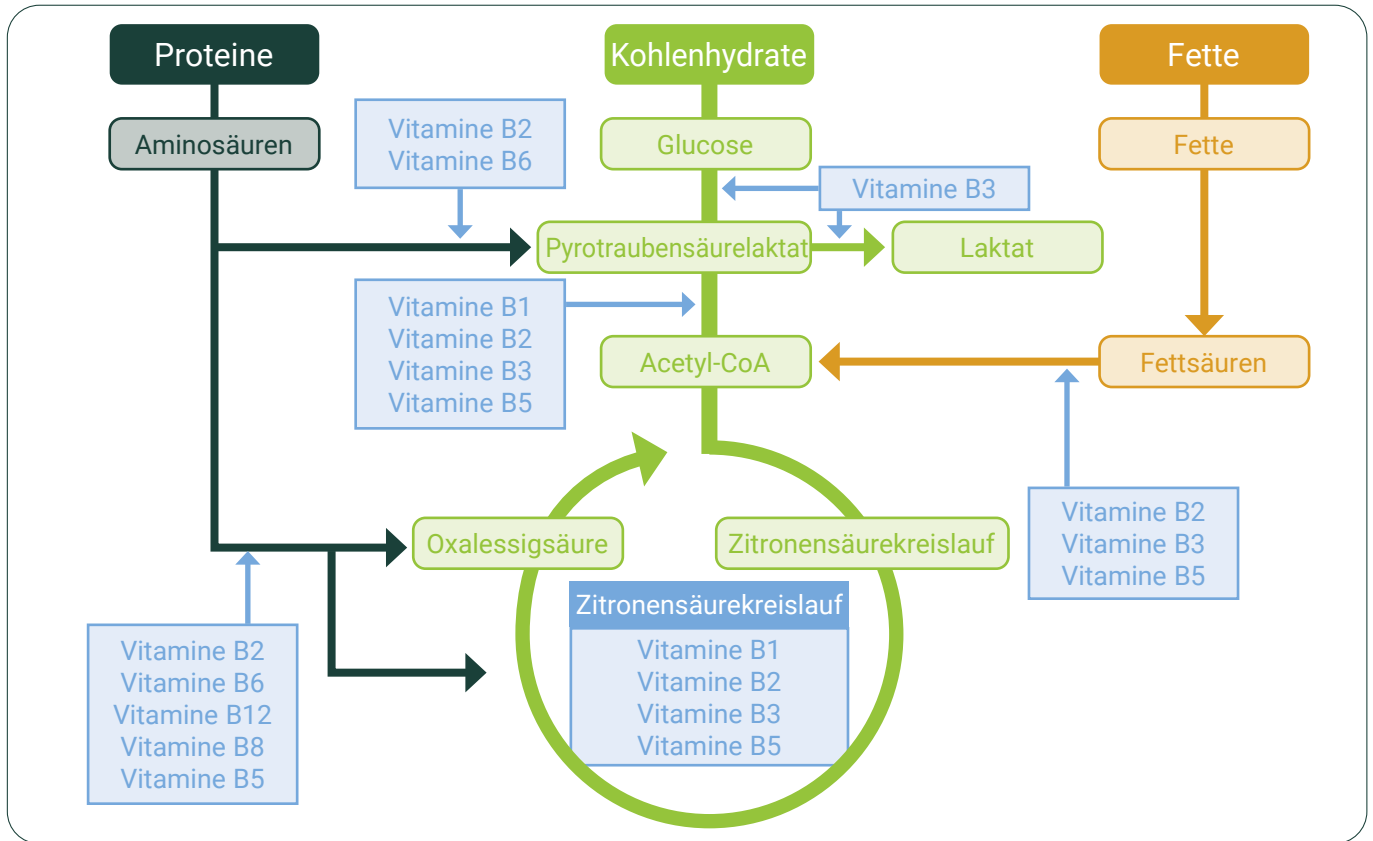 Proteine
Kohlenhydrate
Fette
Aminosäuren
Vitamine B2
Vitamine B6
Glucose
Fette
Vitamine B3
Pyrotraubensäurelaktat
Laktat
Vitamine B1
Vitamine B2
Vitamine B3
Vitamine B5
Acetyl-CoA
Fettsäuren
Oxalessigsäure
Zitronensäurekreislauf
Vitamine B2
Vitamine B3
Vitamine B5
Zitronensäurekreislauf
Vitamine B1
Vitamine B2
Vitamine B3
Vitamine B5
Vitamine B2
Vitamine B6
Vitamine B12
Vitamine B8
Vitamine B5